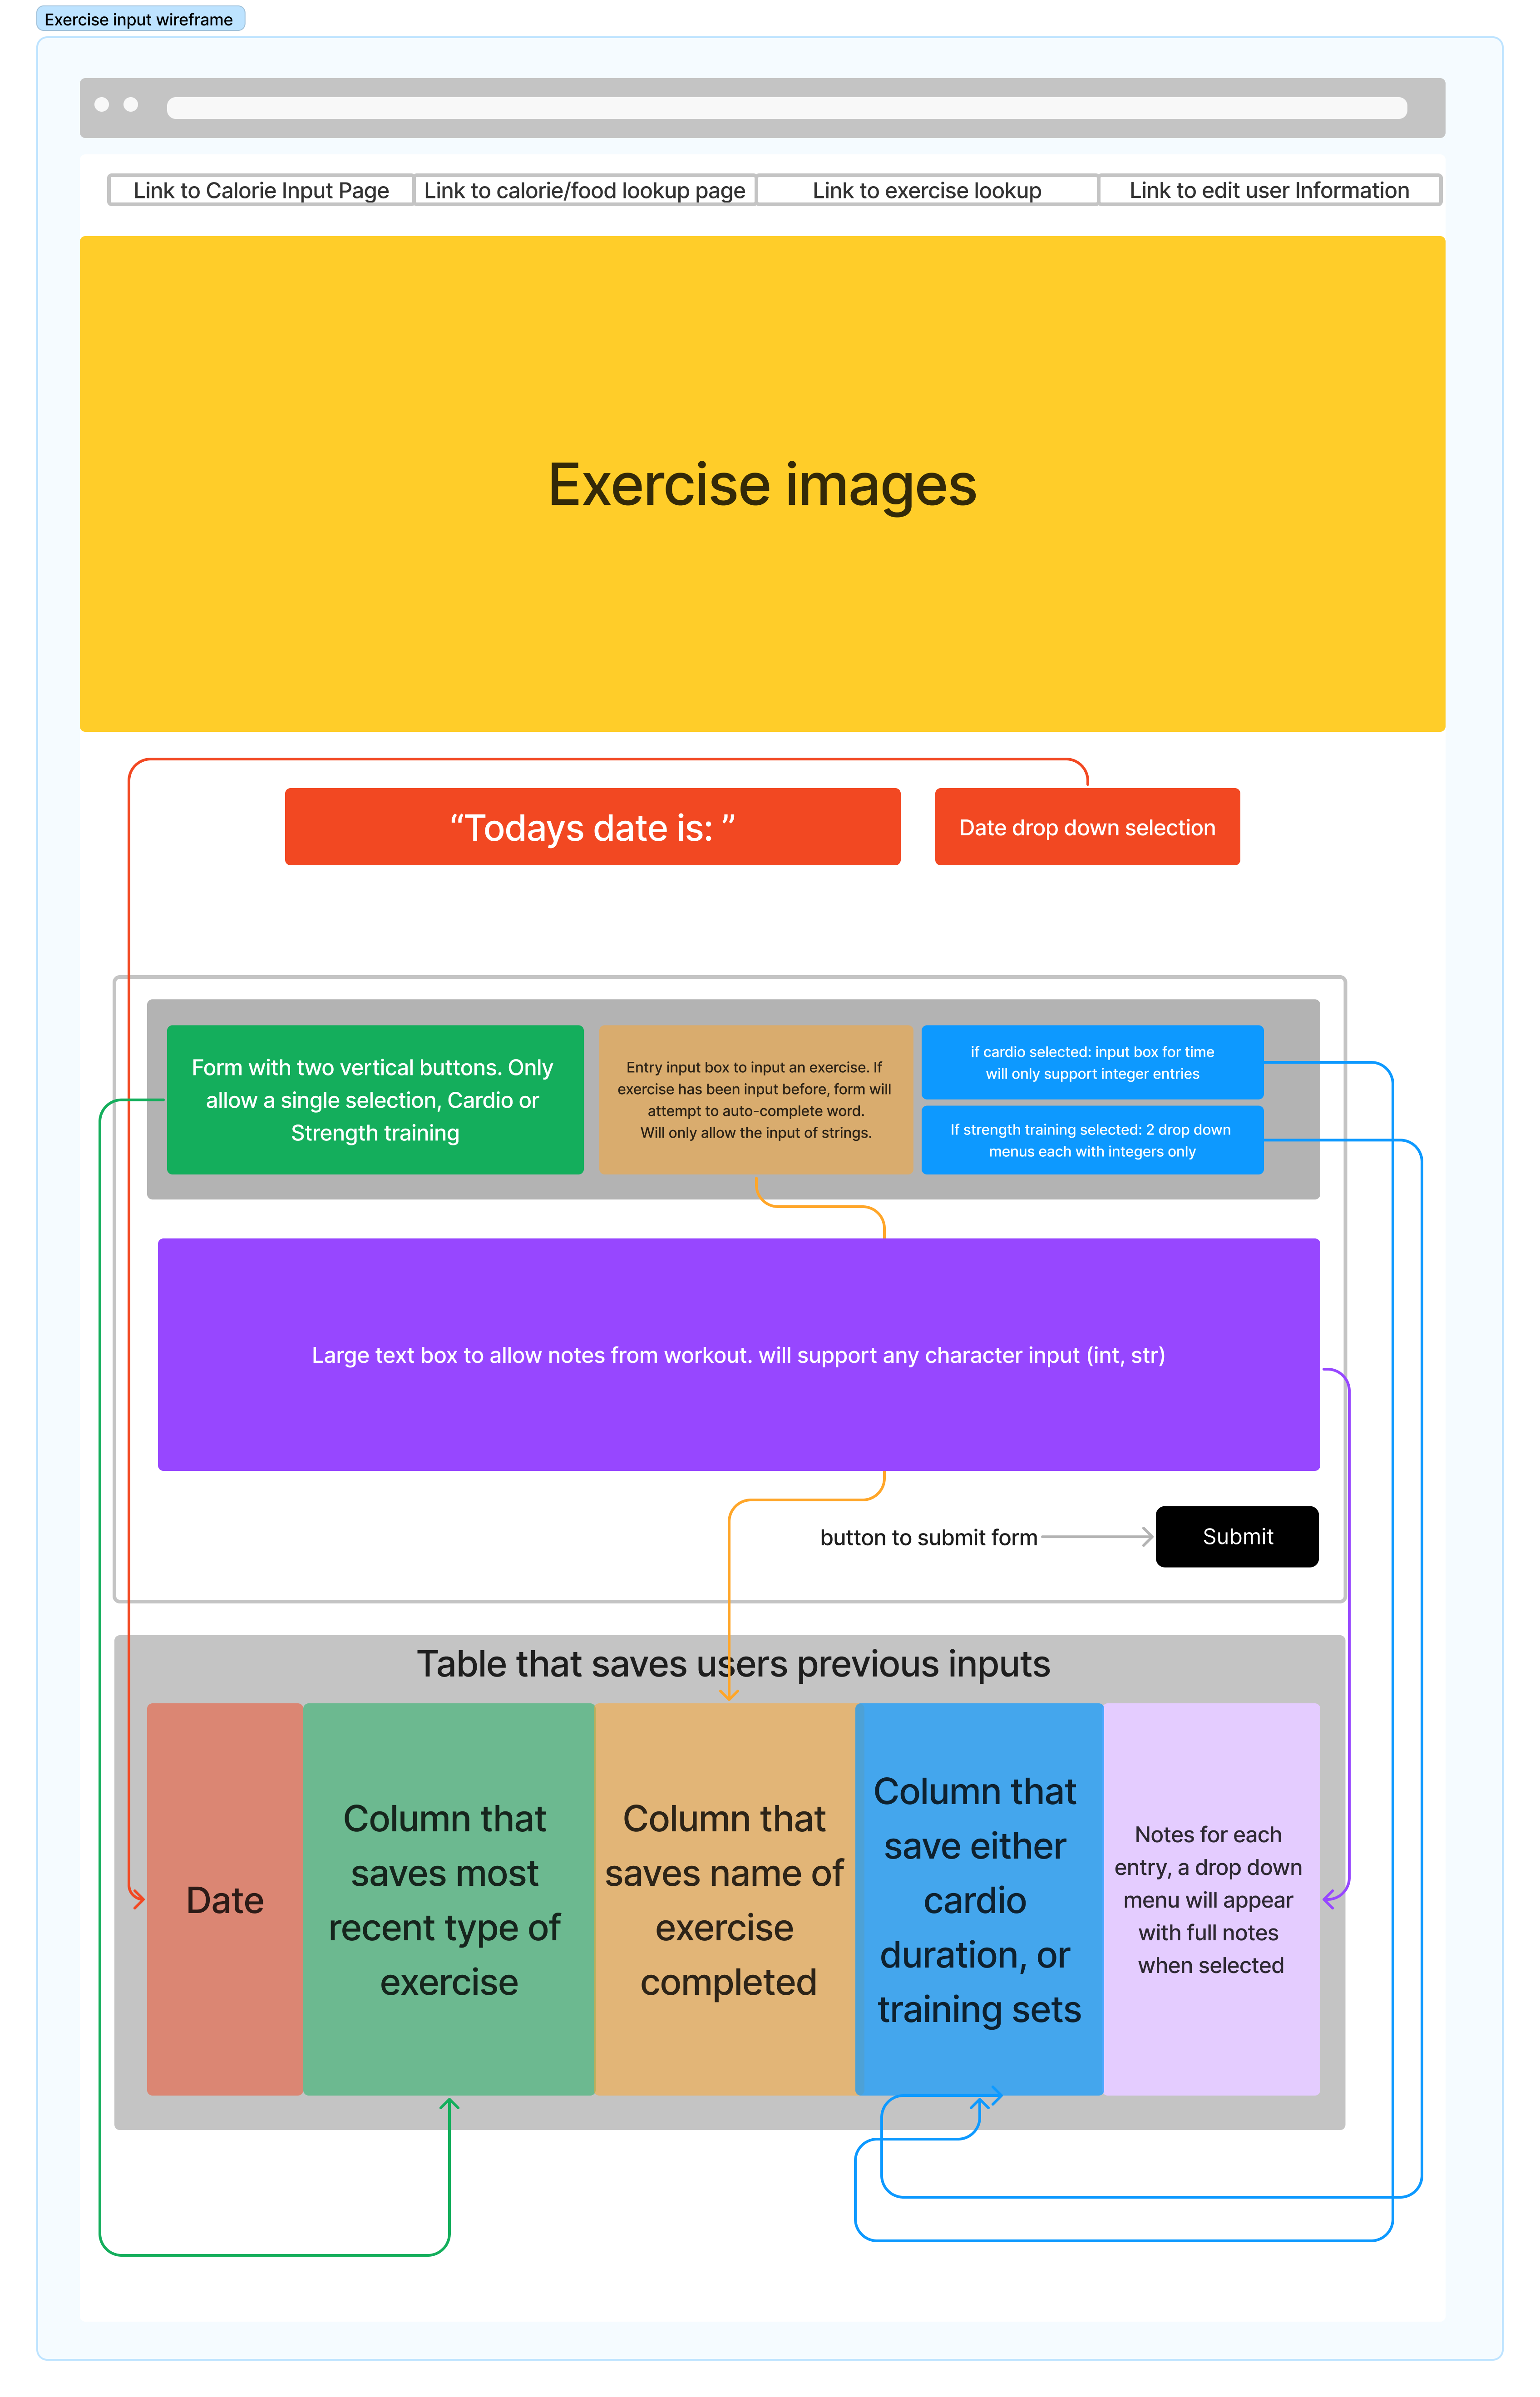 Exercise input wireframe
Link to Calorie Input Page
Link to calorie/food lookup page
Link to exercise lookup
Link to edit user Information
Exercise images
“Todays date is: ”
Date drop down selection
Form with two vertical buttons. Only
allow a single selection, Cardio or
Strength training
Entry input box to input an exercise. If
exercise has been input before, form will
attempt to auto-complete word.
Will only allow the input of strings.
if cardio selected: input box for time
will only support integer entries
If strength training selected: 2 drop down
menus each with integers only
Large text box to allow notes from workout. will support any character input (int, str)
button to submit form
Submit
Table that saves users previous inputs
Date
Column that
saves most
recent type of
exercise
Column that
saves name of
exercise
completed
Column that
save either
cardio
duration, or
training sets
Notes for each
entry, a drop down
menu will appear
with full notes
when selected